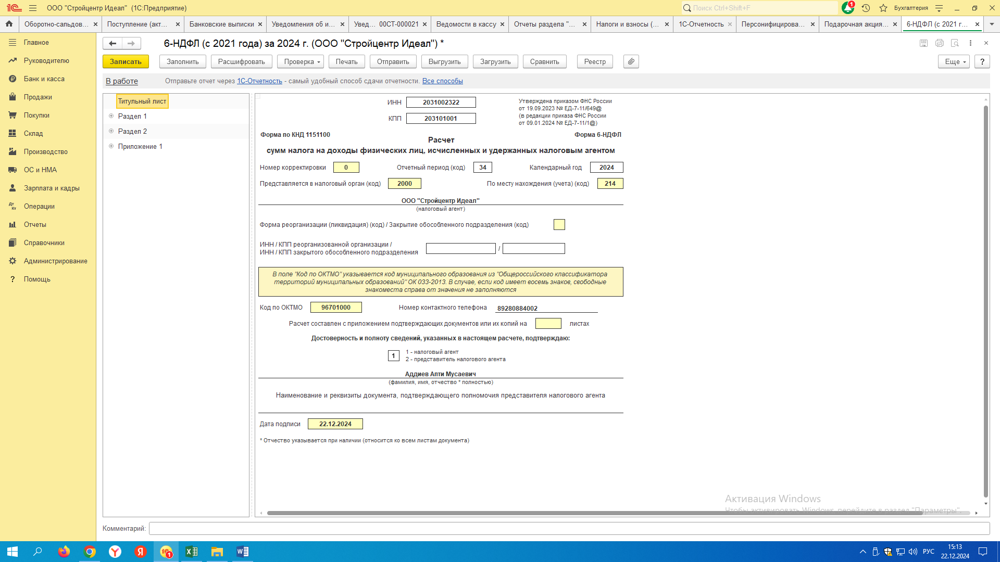 ООО "Стройцентр Идеал" (1С:Предприятие)
Поиск Ctrl+Shift+F
1
Бухгалтерия
Оборотно-сальдов...
Поступление (акт...
Банковские выписки
Уведомления об и...
Увед... 00СТ-000021
Ведомости в кассу
Отчеты раздела "...
Налоги и взносы (...
1С-Отчетность
Персонифицирова...
Подарочная акция...
6-НДФЛ (с 2021 г...
Главное
Руководителю
Банк и касса
Продажи
Покупки
Склад
Производство
ОС и НМА
Зарплата и кадры
Операции
Отчеты
Справочники
Администрирование
? Помощь
6-НДФЛ (с 2021 года) за 2024 г. (ООО "Стройцентр Идеал") *
Записать
Заполнить
Расшифровать
Проверка
Печать
Отправить
Выгрузить
Загрузить
Сравнить
Реестр
Еще
?
В работе
Отправьте отчет через 1С-Отчетность - самый удобный способ сдачи отчетности. Все способы
Титульный лист
Раздел 1
Раздел 2
Приложение 1
ИНН 2031002322
КПП 203101001
Утверждена приказом ФНС России
от 19.09.2023 № ЕД-7-11/649@
(в редакции приказа ФНС России
от 09.01.2024 № ЕД-7-11/1@)
Форма по КНД 1151100
Форма 6-НДФЛ
Расчет
сумм налога на доходы физических лиц, исчисленных и удержанных налоговым агентом
Номер корректировки 0 Отчетный период (код) 34 Календарный год 2024
Представляется в налоговый орган (код) 2000 По месту нахождения (учета) (код) 214
ООО "Стройцентр Идеал"
(налоговый агент)
Форма реорганизации (ликвидация) (код) / Закрытие обособленного подразделения (код)
ИНН / КПП реорганизованной организации /
ИНН / КПП закрытого обособленного подразделения /
В поле "Код по ОКТМО" указывается код муниципального образования из "Общероссийского классификатора
территорий муниципальных образований" ОК 033-2013. В случае, если код имеет восемь знаков, свободные
знакоместа справа от значения не заполняются
Код по ОКТМО 96701000 Номер контактного телефона 89280884002
Расчет составлен с приложением подтверждающих документов или их копий на листах
Достоверность и полноту сведений, указанных в настоящем расчете, подтверждаю:
1
1 - налоговый агент
2 - представитель налогового агента
Аддиев Апти Мусаевич
(фамилия, имя, отчество * полностью)
Наименование и реквизиты документа, подтверждающего полномочия представителя налогового агента
Дата подписи 22.12.2024
* Отчество указывается при наличии (относится ко всем листам документа)
Активация Windows
Чтобы активировать Windows, перейдите в раздел "Параметры".
Комментарий:
РУС
15:13
22.12.2024